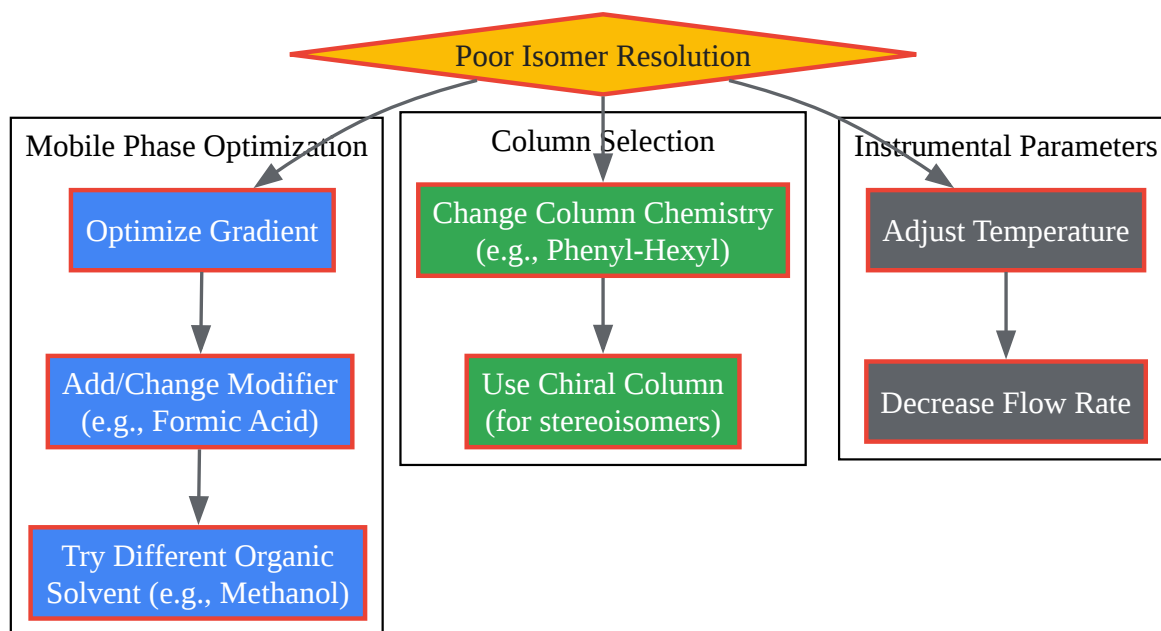 Poor Isomer Resolution
Mobile Phase Optimization
Optimize Gradient
Add/Change Modifier
(e.g., Formic Acid)
Try Different Organic
Solvent (e.g., Methanol)
Column Selection
Change Column Chemistry
(e.g., Phenyl-Hexyl)
Use Chiral Column
(for stereoisomers)
Instrumental Parameters
Adjust Temperature
Decrease Flow Rate